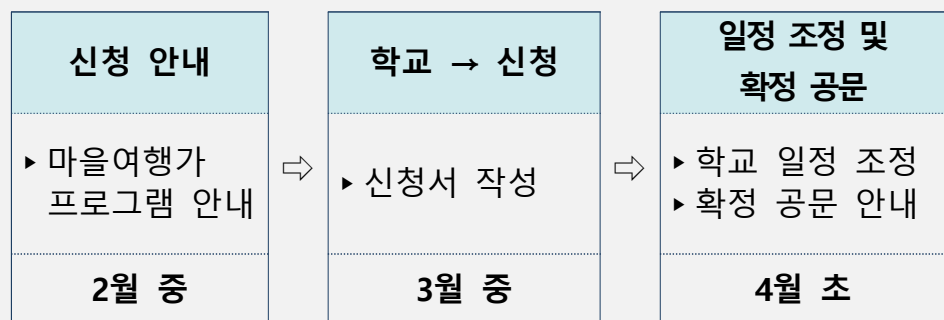 신청 안내
▸ 마을여행가
프로그램 안내
2월 중
⇨
학교 → 신청
▸ 신청서 작성
3월 중
⇨
일정 조정 및
확정 공문
▸ 학교 일정 조정
▸ 확정 공문 안내
4월 초